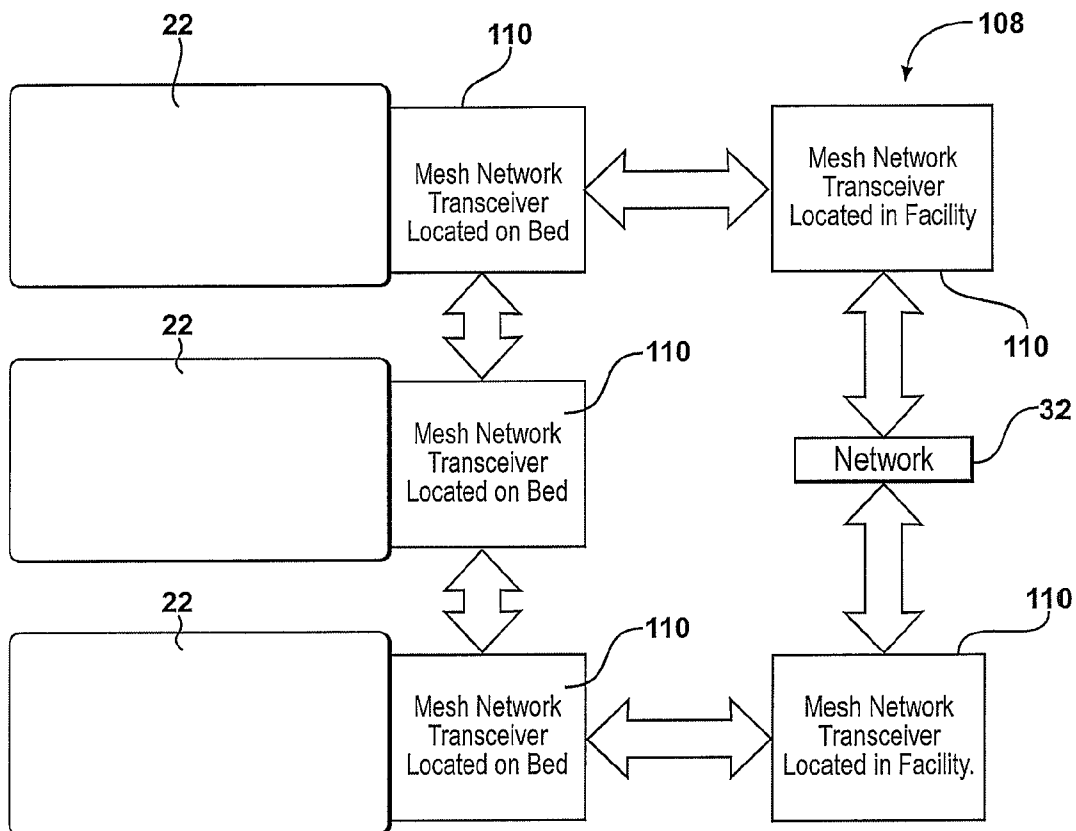 22
110
108
Mesh Network
Transceiver
Located on Bed
Mesh Network
Transceiver
Located in Facility
110
22
110
Mesh Network
Transceiver
Located on Bed
32
Network
22
110
110
Mesh Network
Transceiver
Located on Bed
Mesh Network
Transceiver
Located in Facility.